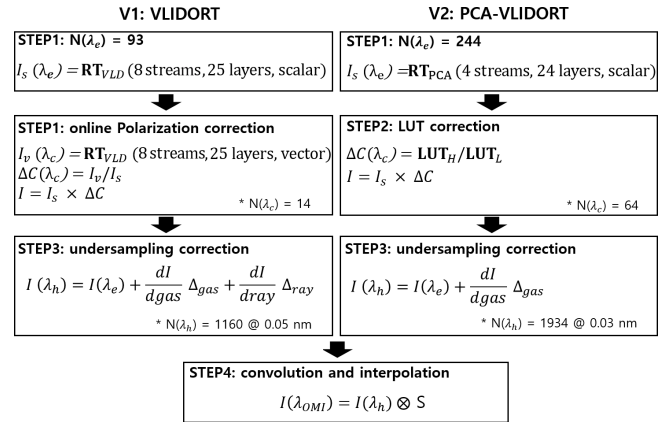 V1: VLIDORT
STEP1: N(λe) = 93
Is (λe) = RTVLD (8 streams, 25 layers, scalar)
STEP1: online Polarization correction
Iv (λc) = RTVLD (8 streams, 25 layers, vector)
ΔC(λc) = Iv/Is
I = Is × ΔC
* N(λc) = 14
STEP3: undersampling correction
I (λh) = I(λe) + dI/dgas Δgas + dI/dray Δray
* N(λh) = 1160 @ 0.05 nm
V2: PCA-VLIDORT
STEP1: N(λe) = 244
Is (λe) =RTPCA (4 streams, 24 layers, scalar)
STEP2: LUT correction
ΔC(λc) = LUTH/LUTL
I = Is × ΔC
* N(λc) = 64
STEP3: undersampling correction
I (λh) = I(λe) + dI/dgas Δgas
* N(λh) = 1934 @ 0.03 nm
STEP4: convolution and interpolation
I(λOMI) = I(λh) ⊗ S